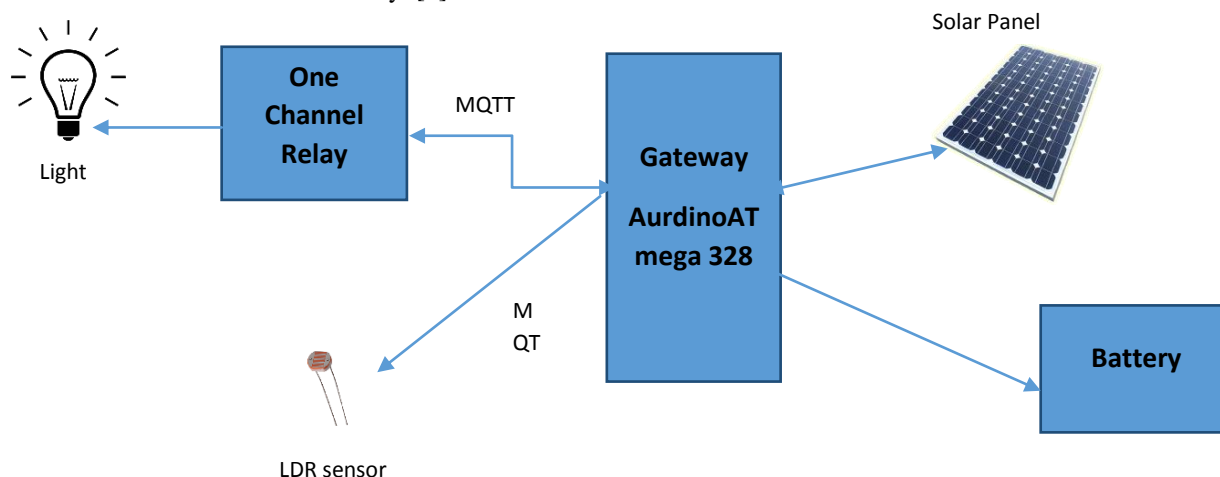 Solar Panel
One
Channel
Relay
MQTT
Light
Gateway
AurdinoAT
mega 328
M
QT
Battery
LDR sensor